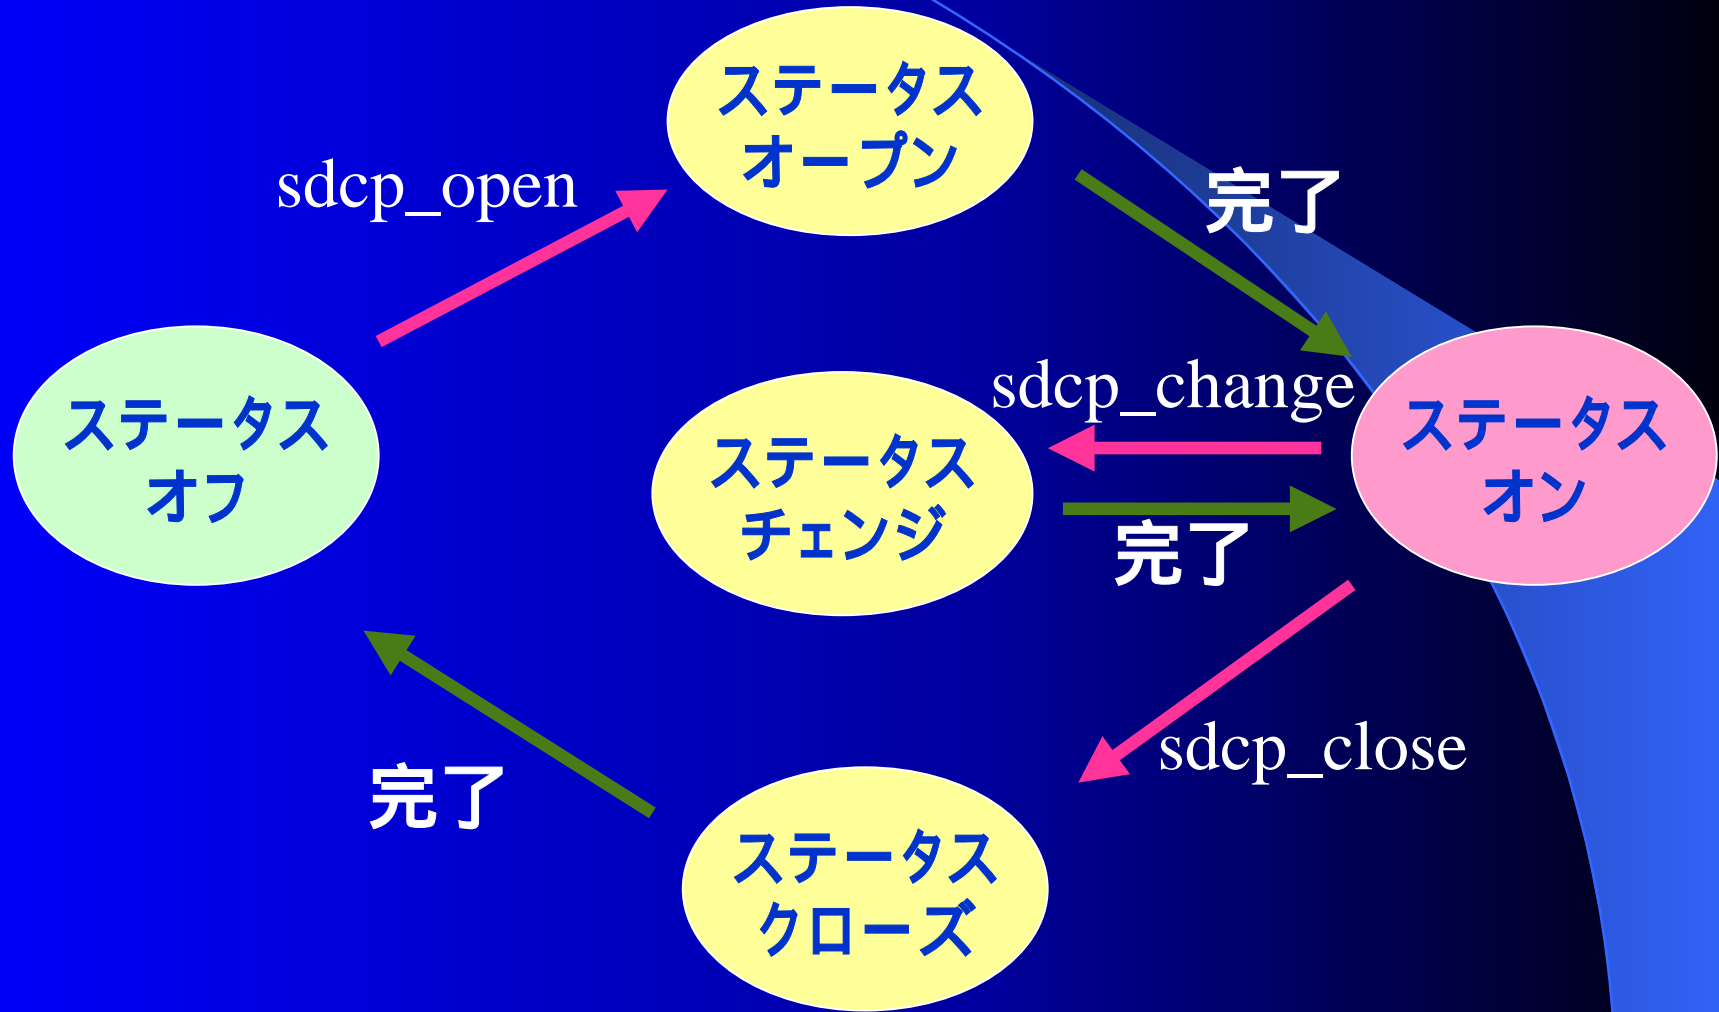 ステータス
オープン
sdcp_open
完了
sdcp_change
ステータス
オフ
ステータス
チェンジ
ステータス
オン
完了
sdcp_close
完了
ステータス
クローズ